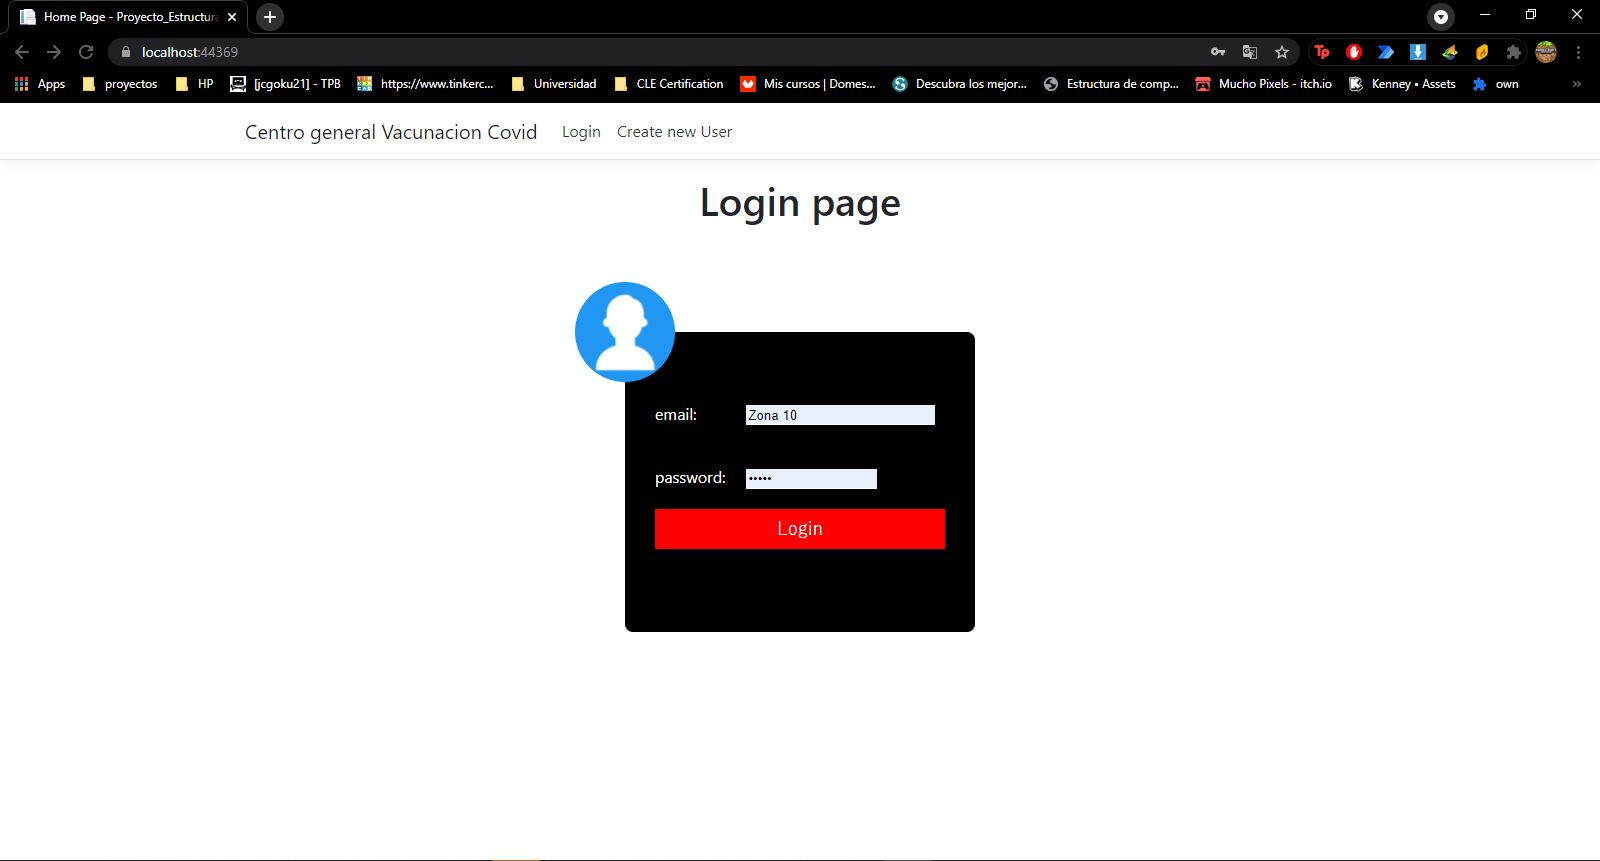 Home Page - Proyecto_Estructura
localhost:44369
Apps proyectos HP [jcgoku21] - TPB https://www.tinkerc... Universidad CLE Certification Mis cursos | Domes... Descubra los mejor... Estructura de comp... Mucho Pixels - itch.io Kenney • Assets own »
Centro general Vacunacion Covid Login Create new User
Login page
email: Zona 10
password: •••••
Login